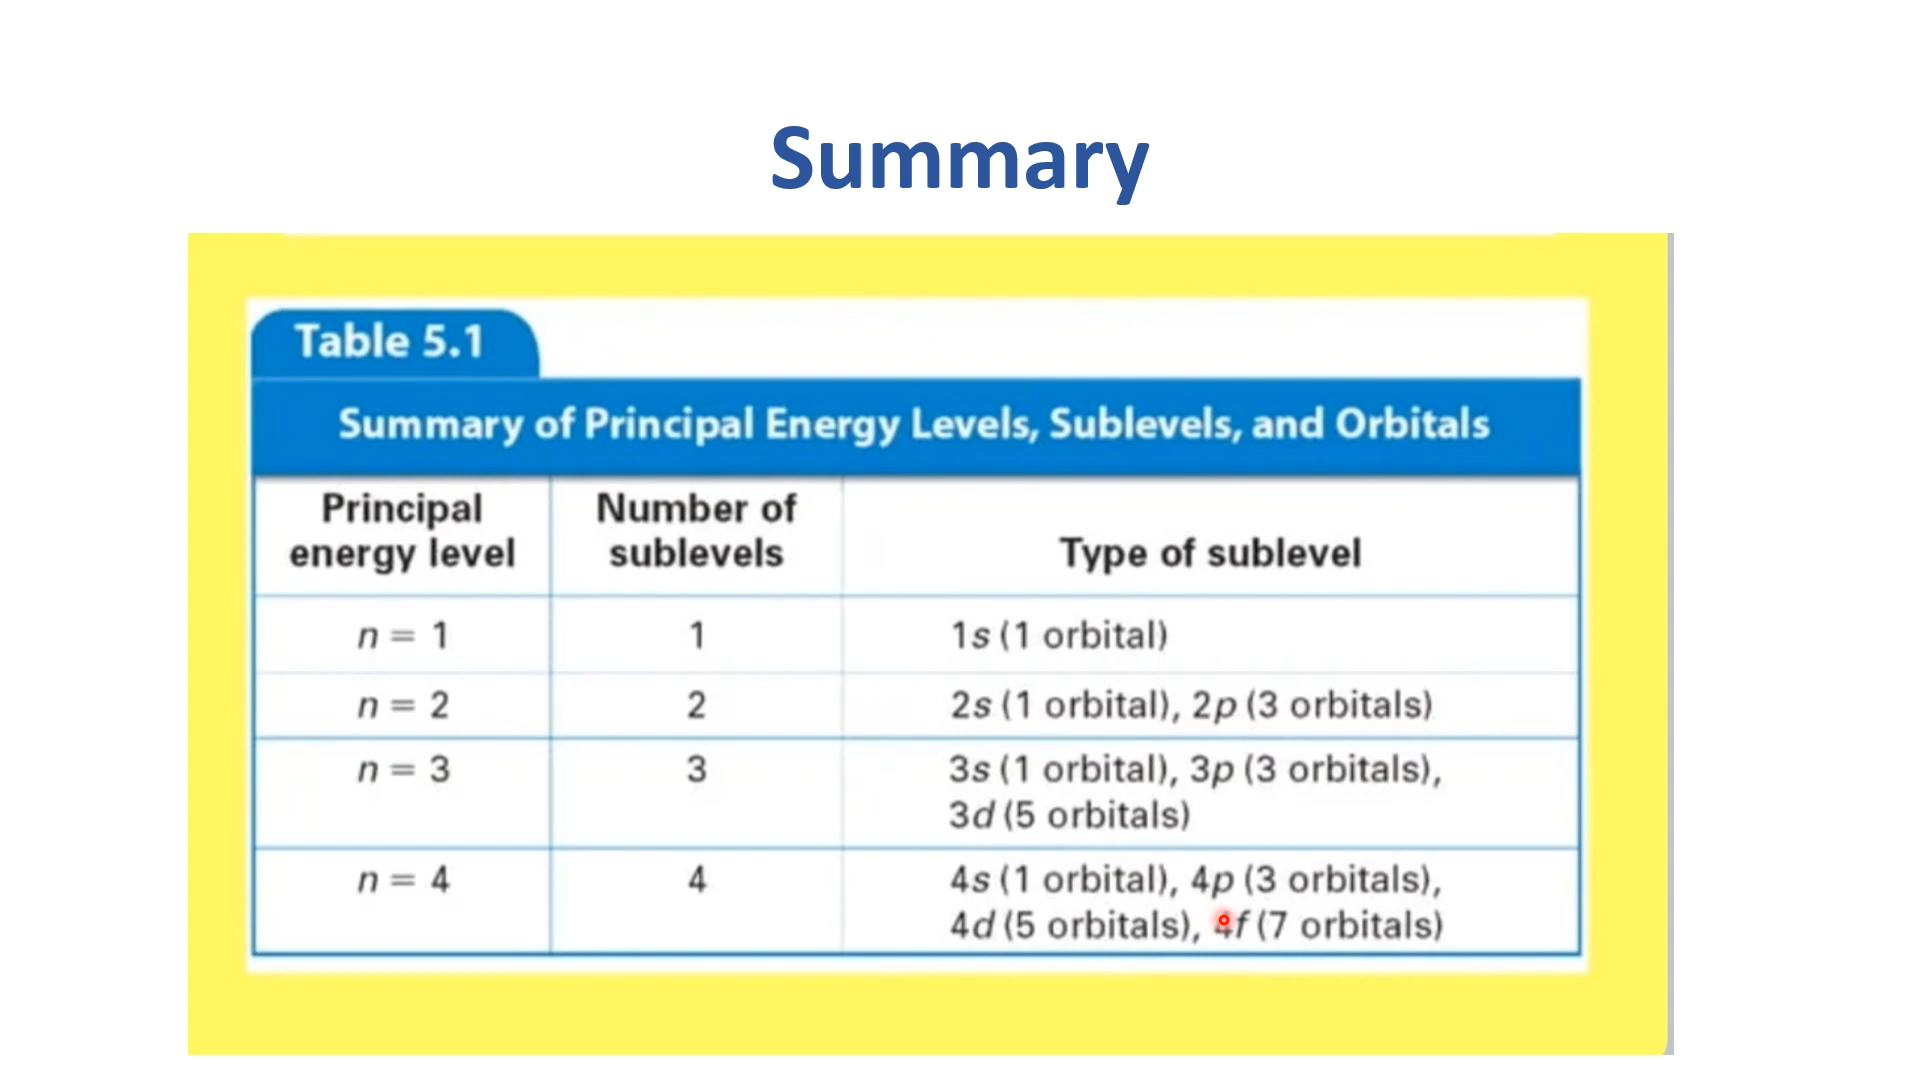 Summary
Table 5.1
Summary of Principal Energy Levels, Sublevels, and Orbitals
Principal energy level
Number of sublevels
Type of sublevel
n = 1
1
1s (1 orbital)
n = 2
2
2s (1 orbital), 2p (3 orbitals)
n = 3
3
3s (1 orbital), 3p (3 orbitals),
3d (5 orbitals)
n = 4
4
4s (1 orbital), 4p (3 orbitals),
4d (5 orbitals), 4f (7 orbitals)